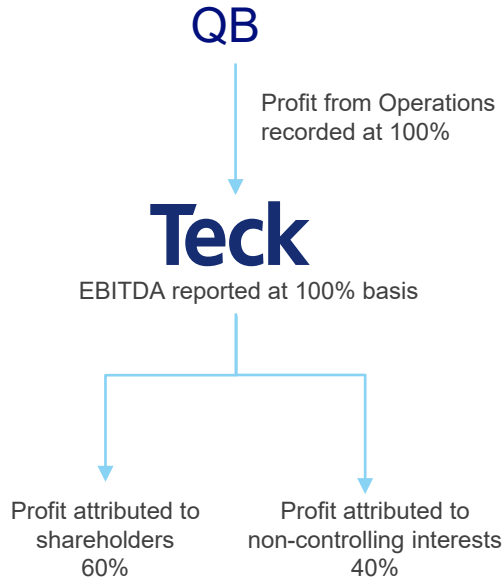 QB
Profit from Operations
recorded at 100%
Teck
EBITDA reported at 100% basis
Profit attributed to
shareholders
60%
Profit attributed to
non-controlling interests
40%